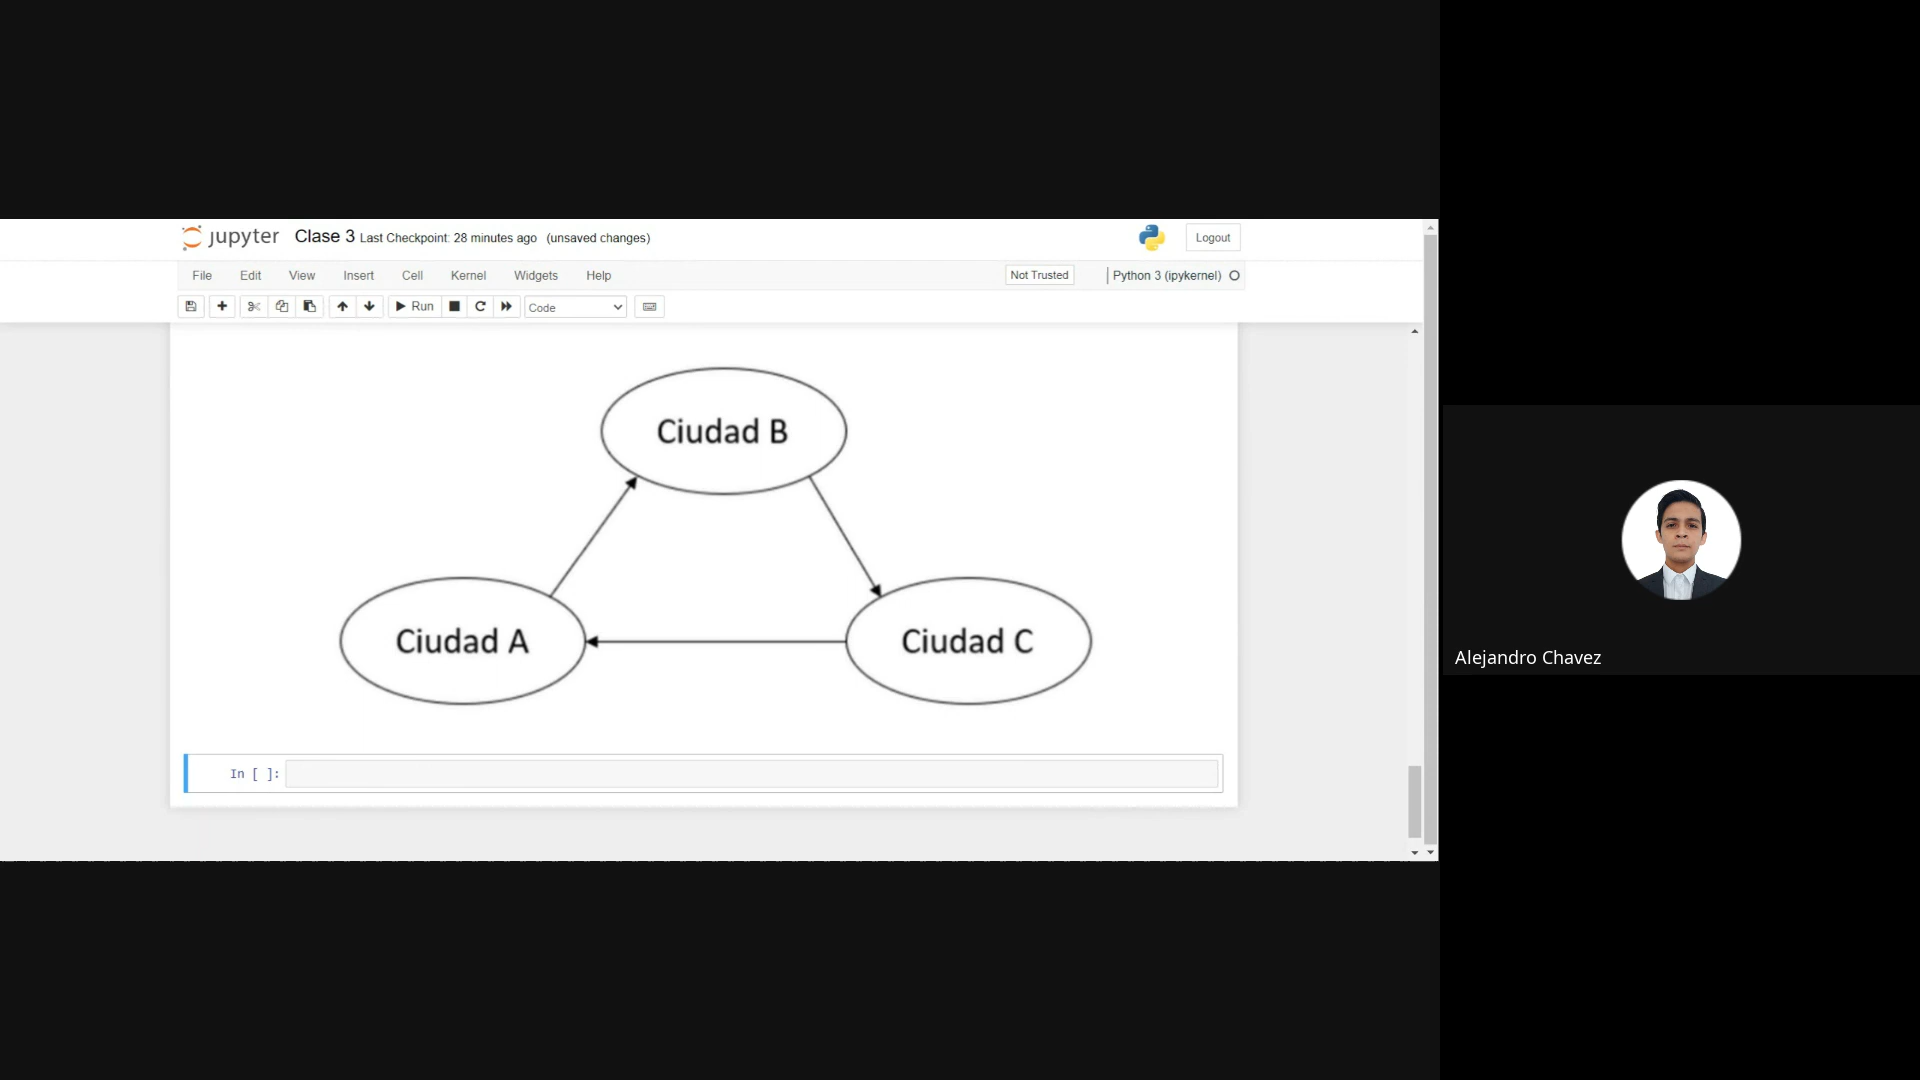 jupyter Clase 3 Last Checkpoint: 28 minutes ago (unsaved changes) Logout
File Edit View Insert Cell Kernel Widgets Help Not Trusted Python 3 (ipykernel)
Run Code
Ciudad B
Ciudad A Ciudad C
In [ ]:
Alejandro Chavez